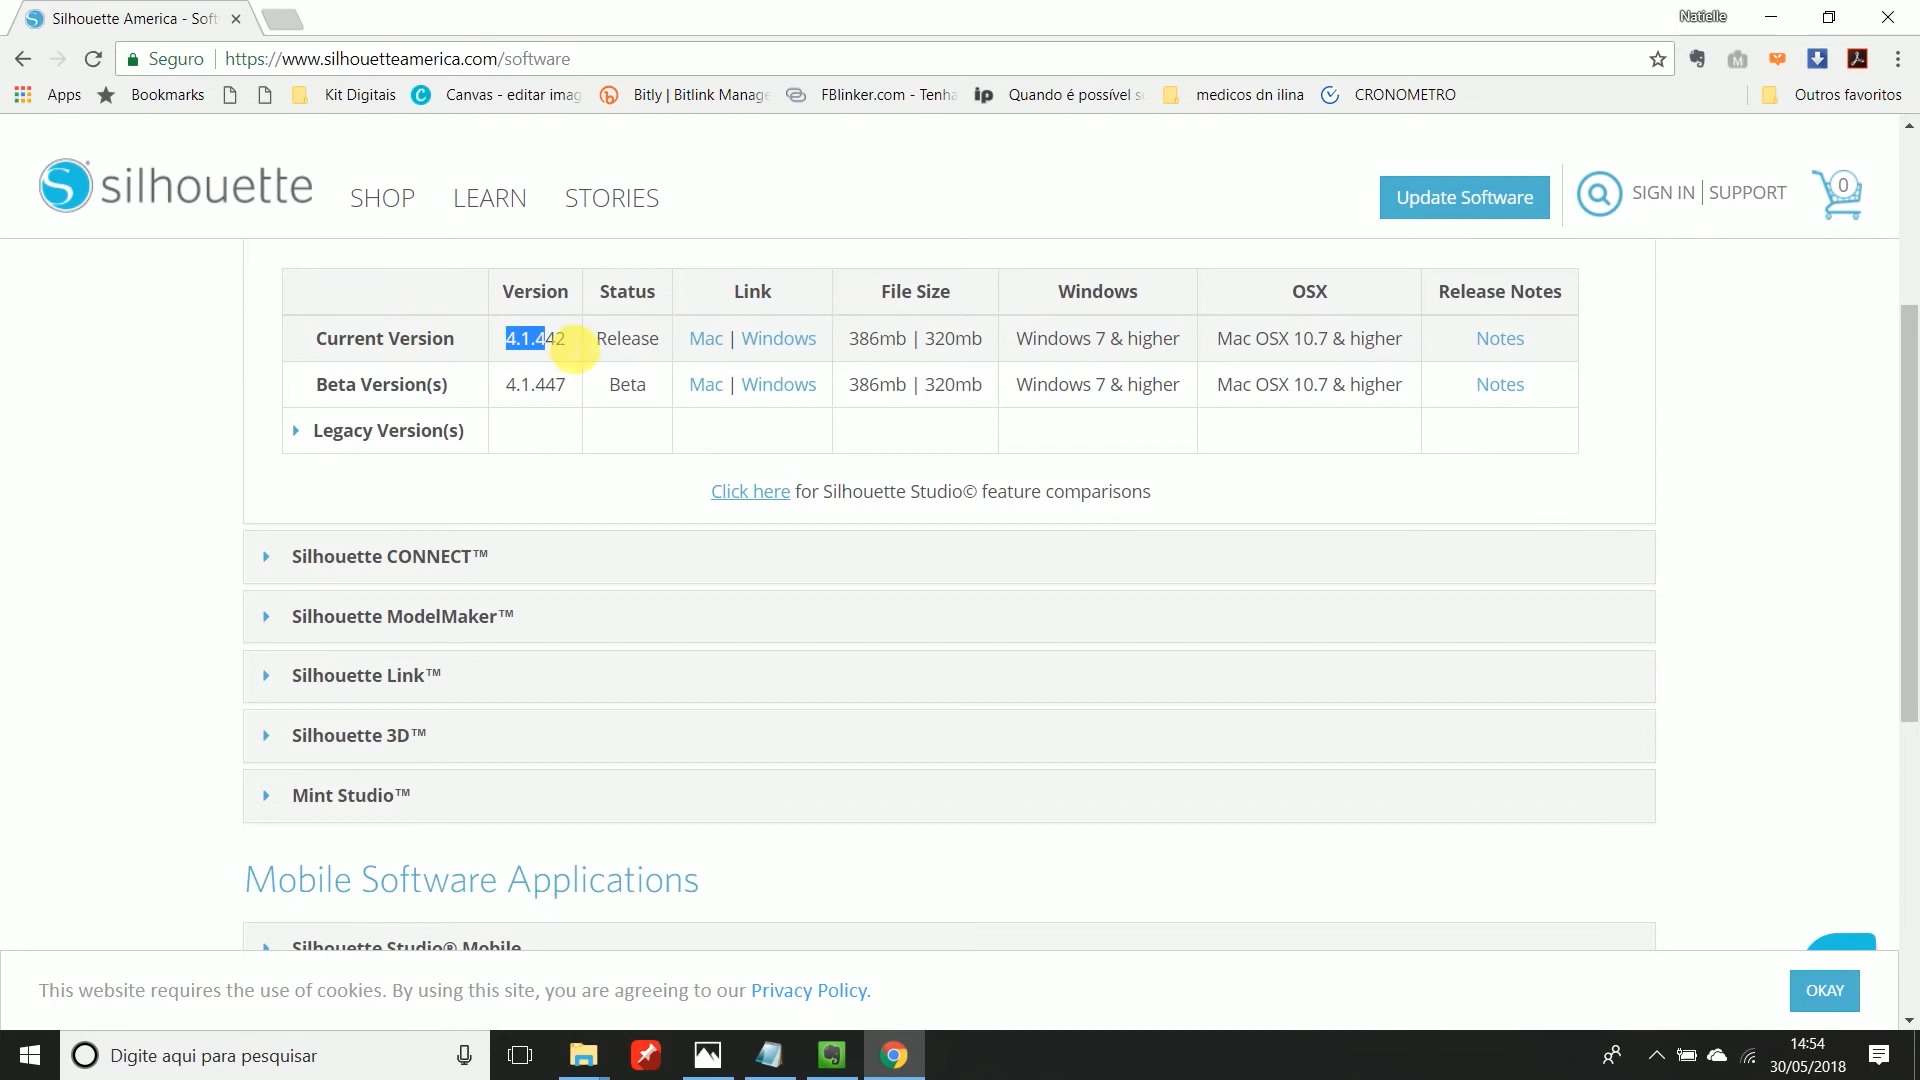 Silhouette America - Soft
Natielle
Seguro https://www.silhouetteamerica.com/software
Apps Bookmarks Kit Digitais Canvas - editar imag Bitly | Bitlink Manage FBlinker.com - Tenha Quando é possível s medicos dn ilina CRONOMETRO Outros favoritos
silhouette SHOP LEARN STORIES Update Software SIGN IN | SUPPORT 0
Version Status Link File Size Windows OSX Release Notes
Current Version 4.1.442 Release Mac | Windows 386mb | 320mb Windows 7 & higher Mac OSX 10.7 & higher Notes
Beta Version(s) 4.1.447 Beta Mac | Windows 386mb | 320mb Windows 7 & higher Mac OSX 10.7 & higher Notes
Legacy Version(s)
Click here for Silhouette Studio© feature comparisons
Silhouette CONNECT™
Silhouette ModelMaker™
Silhouette Link™
Silhouette 3D™
Mint Studio™
Mobile Software Applications
Silhouette Studio® Mobile
This website requires the use of cookies. By using this site, you are agreeing to our Privacy Policy. OKAY
Digite aqui para pesquisar 14:54
30/05/2018